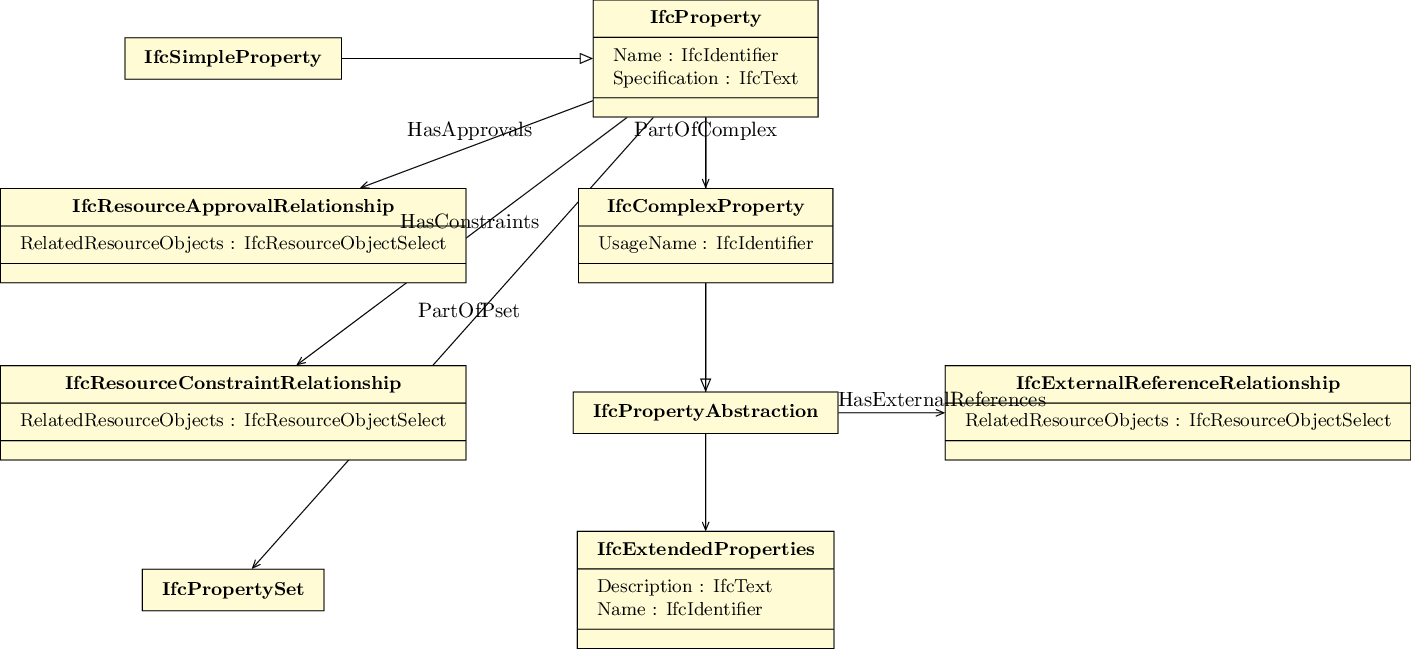 IfcProperty
Name : IfcIdentifier
Specification : IfcText
IfcSimpleProperty
HasApprovals
PartOfComplex
IfcResourceApprovalRelationship
RelatedResourceObjects : IfcResourceObjectSelect
HasConstraints
IfcComplexProperty
UsageName : IfcIdentifier
PartOfPset
IfcResourceConstraintRelationship
RelatedResourceObjects : IfcResourceObjectSelect
IfcPropertyAbstraction
HasExternalReferences
IfcExternalReferenceRelationship
RelatedResourceObjects : IfcResourceObjectSelect
IfcPropertySet
IfcExtendedProperties
Description : IfcText
Name : IfcIdentifier